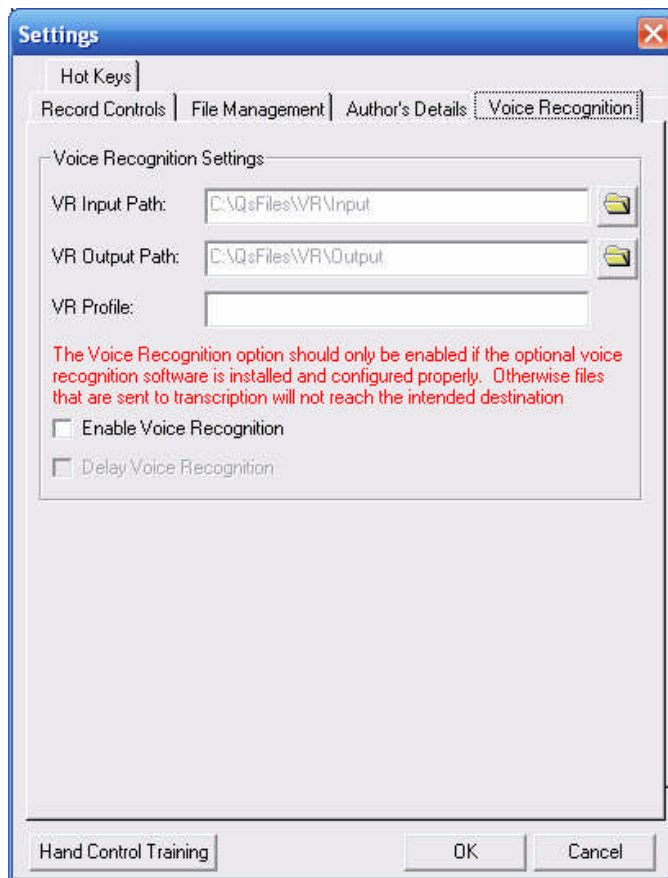 Settings
Hot Keys
Record Controls File Management Author's Details Voice Recognition
Voice Recognition Settings
VR Input Path: C:\QsFiles\VR\Input
VR Output Path: C:\QsFiles\VR\Output
VR Profile:
The Voice Recognition option should only be enabled if the optional voice
recognition software is installed and configured properly.  Otherwise files
that are sent to transcription will not reach the intended destination
Enable Voice Recognition
Delay Voice Recognition
Hand Control Training OK Cancel